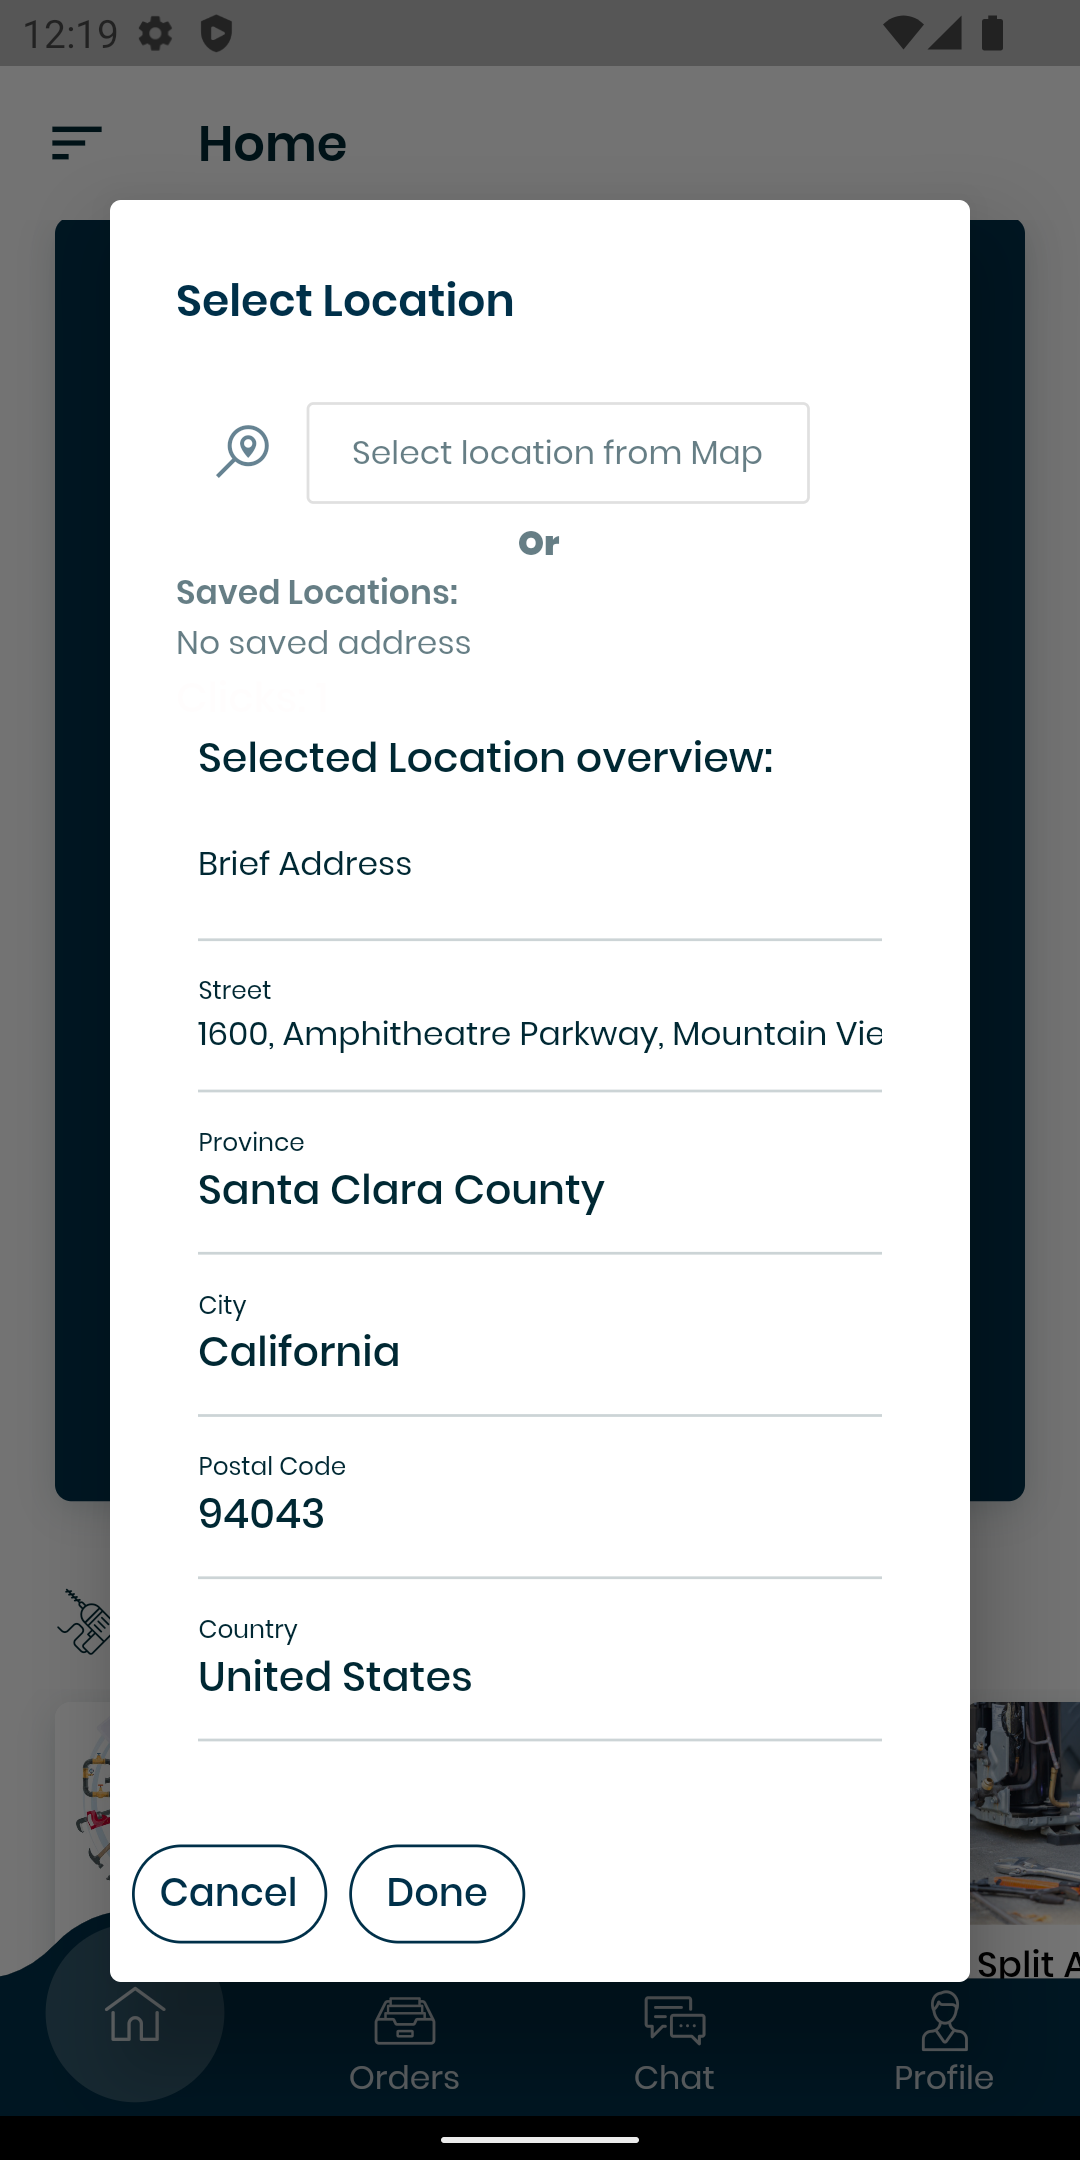 12:19
Home
Select Location
Select location from Map
Or
Saved Locations:
No saved address
Selected Location overview:
Brief Address
Street
1600, Amphitheatre Parkway, Mountain Vie
Province
Santa Clara County
City
California
Postal Code
94043
Country
United States
Cancel
Done
Split A
Orders
Chat
Profile